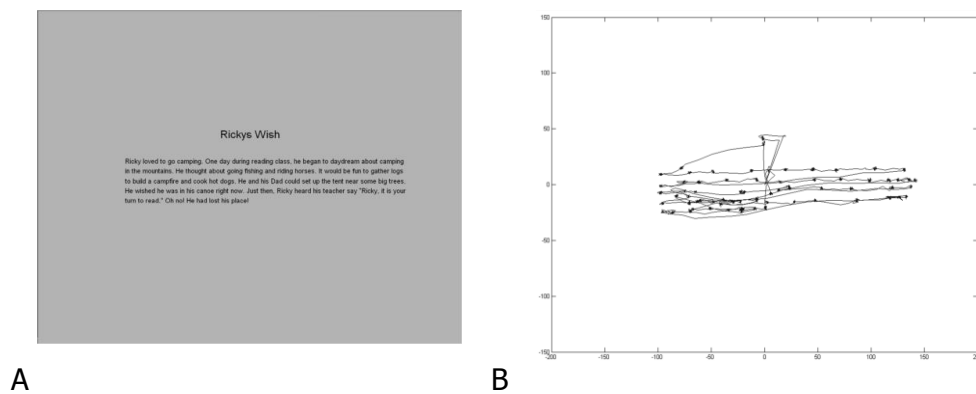 Rickys Wish
Ricky loved to go camping. One day during reading class, he began to daydream about camping
in the mountains. He thought about going fishing and riding horses. It would be fun to gather logs
to build a campfire and cook hot dogs. He and his Dad could set up the tent near some big trees.
He wished he was in his canoe right now. Just then, Ricky heard his teacher say "Ricky, it is your
turn to read." Oh no! He had lost his place!
A
150
100
50
0
-50
-100
-150
-200 -150 -100 -50 0 50 100 150 200
B